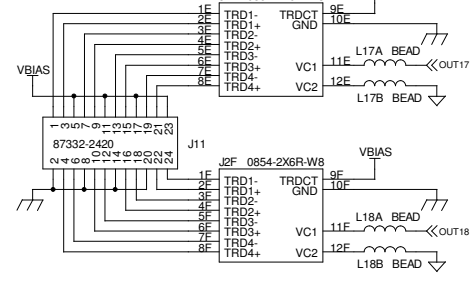 1E TRD1- TRDCT 9E
2E TRD1+ GND 10E
3E TRD2-
4E TRD2+
5E TRD3-
6E TRD3+ VC1 11E L17A BEAD OUT17
7E TRD4-
8E TRD4+ VC2 12E
L17B BEAD
VBIAS
1 3 5 7 9 11 13 15 17 19 21 23
87332-2420 J11
2 4 6 8 10 12 14 16 18 20 22 24
J2F 0854-2X6R-W8 VBIAS
1F TRD1- TRDCT 9F
2F TRD1+ GND 10F
3F TRD2-
4F TRD2+
5F TRD3-
6F TRD3+ VC1 11F L18A BEAD OUT18
7F TRD4-
8F TRD4+ VC2 12F
L18B BEAD